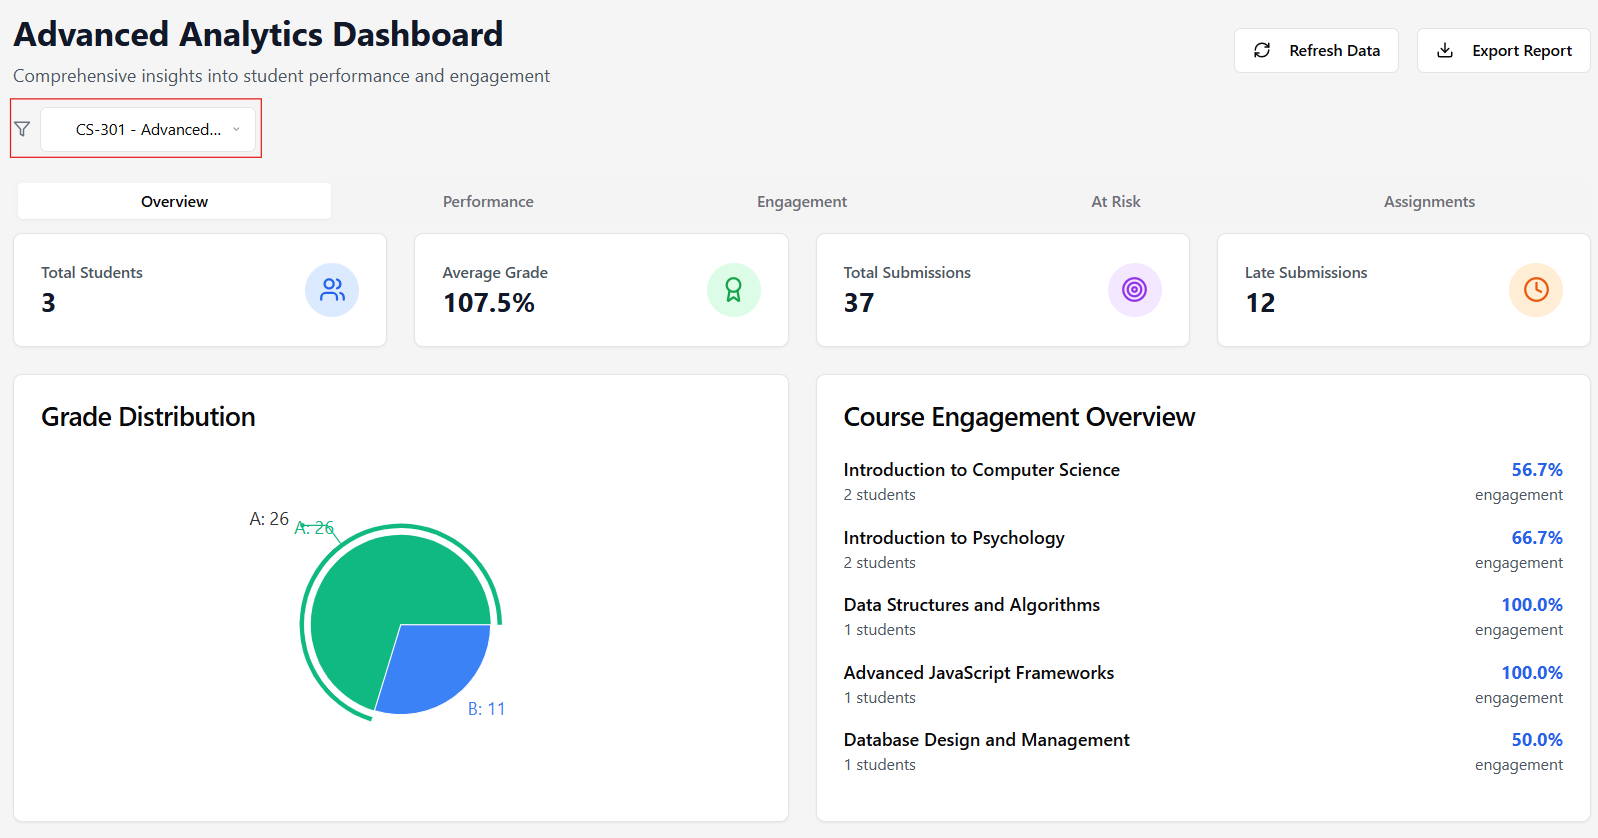 Advanced Analytics Dashboard
Comprehensive insights into student performance and engagement
Refresh Data
Export Report
CS-301 - Advanced...
Overview
Performance
Engagement
At Risk
Assignments
Total Students
3
Average Grade
107.5%
Total Submissions
37
Late Submissions
12
Grade Distribution
A: 26
A: 26
B: 11
Course Engagement Overview
Introduction to Computer Science
56.7%
2 students
engagement
Introduction to Psychology
66.7%
2 students
engagement
Data Structures and Algorithms
100.0%
1 students
engagement
Advanced JavaScript Frameworks
100.0%
1 students
engagement
Database Design and Management
50.0%
1 students
engagement